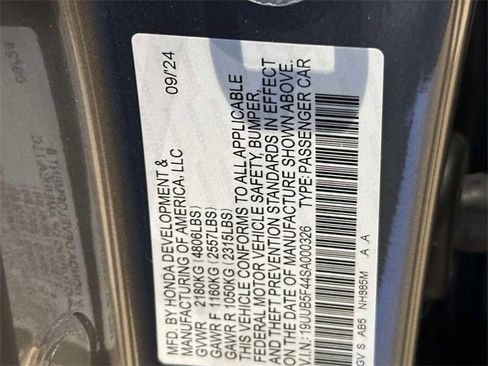 09/24
MFD. BY HONDA DEVELOPMENT &
MANUFACTURING OF AMERICA, LLC
GVWR 2180KG (4806LBS)
GAWR F 1160KG (2557LBS)
GAWR R 1050KG (2315LBS)
THIS VEHICLE CONFORMS TO ALL APPLICABLE
FEDERAL MOTOR VEHICLE SAFETY, BUMPER,
AND THEFT PREVENTION STANDARDS IN EFFECT
ON THE DATE OF MANUFACTURE SHOWN ABOVE.
V.I.N.: 19UUB5F44SA000326 TYPE:PASSENGER CAR
GV S AB5 NH985M A . A